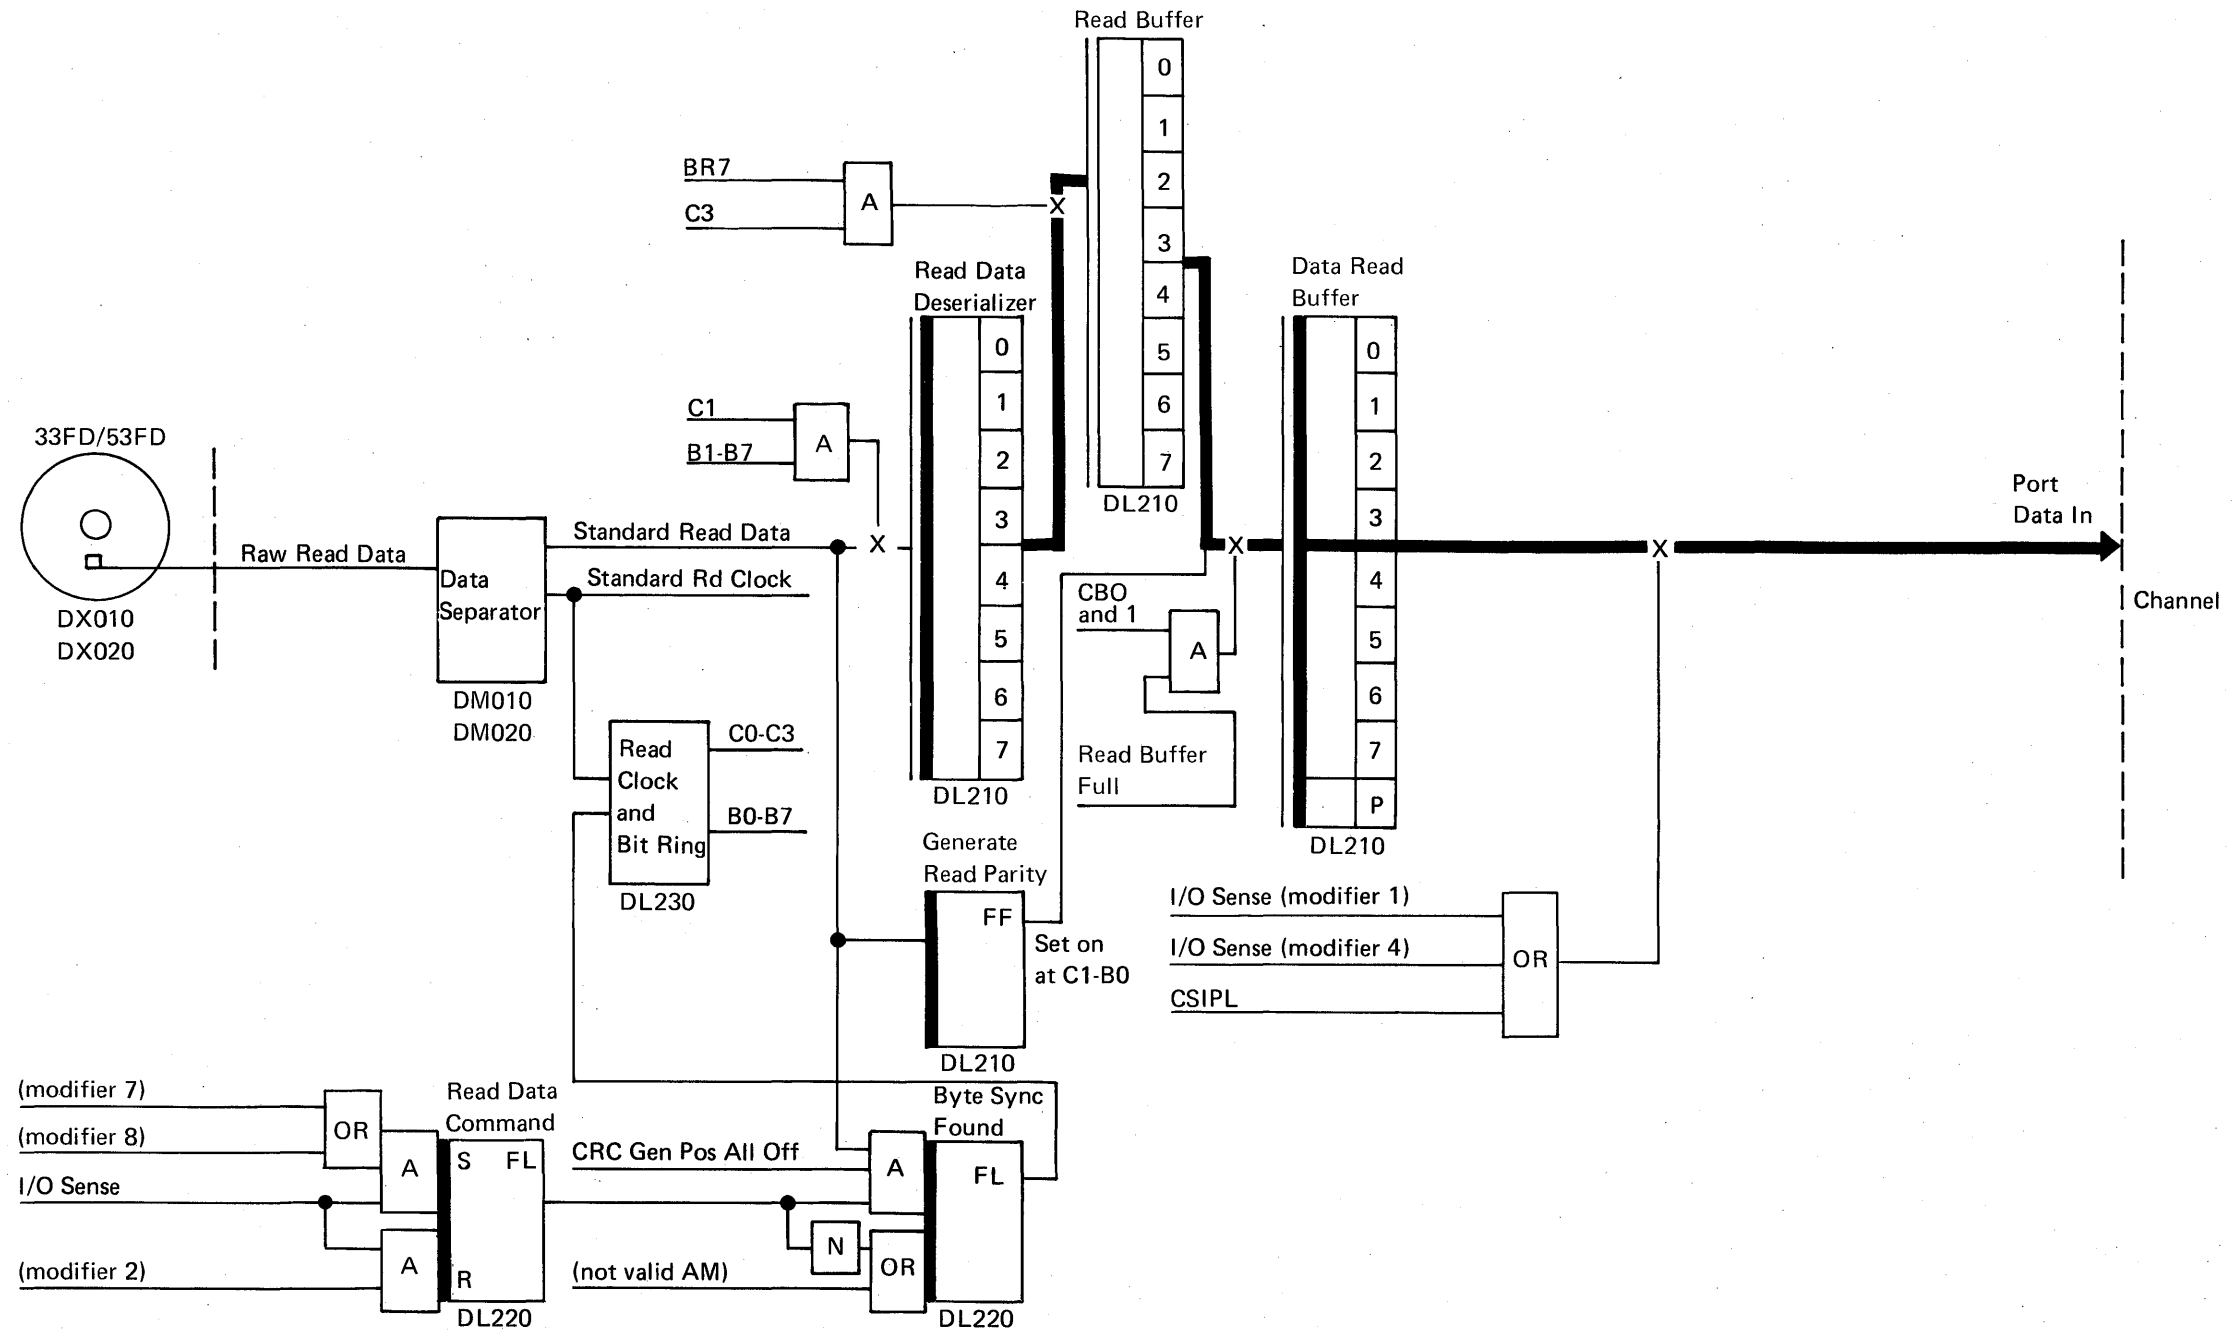 Read Buffer
0
1
2
3
4
5
6
7
DL210
BR7
C3
A
X
Read Data
Deserializer
0
1
2
3
4
5
6
7
DL210
C1
B1-B7
A
X
33FD/53FD
DX010
DX020
Raw Read Data
Data
Separator
DM010
DM020
Standard Read Data
Standard Rd Clock
Read
Clock
and
Bit Ring
DL230
C0-C3
B0-B7
Data Read
Buffer
0
1
2
3
4
5
6
7
P
DL210
X
CBO
and 1
A
Read Buffer
Full
X
Port
Data In
Channel
Generate
Read Parity
FF
DL210
Set on
at C1-B0
I/O Sense (modifier 1)
I/O Sense (modifier 4)
CSIPL
OR
(modifier 7)
(modifier 8)
I/O Sense
(modifier 2)
OR
A
A
Read Data
Command
S FL
R
DL220
CRC Gen Pos All Off
(not valid AM)
N
A
OR
Byte Sync
Found
FL
DL220